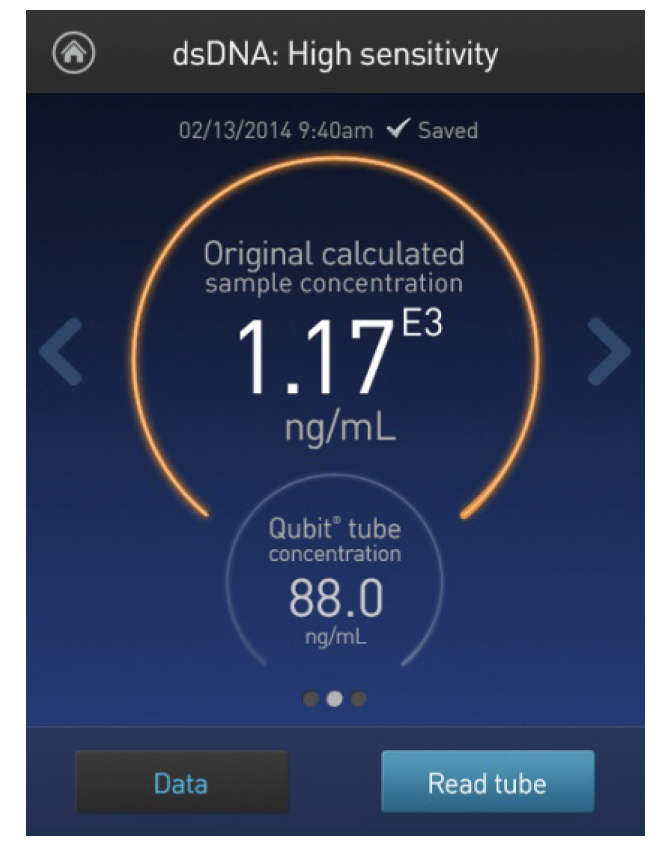 dsDNA: High sensitivity
02/13/2014 9:40am ✓ Saved
Original calculated
sample concentration
1.17E3
ng/mL
Qubit® tube
concentration
88.0
ng/mL
Data
Read tube